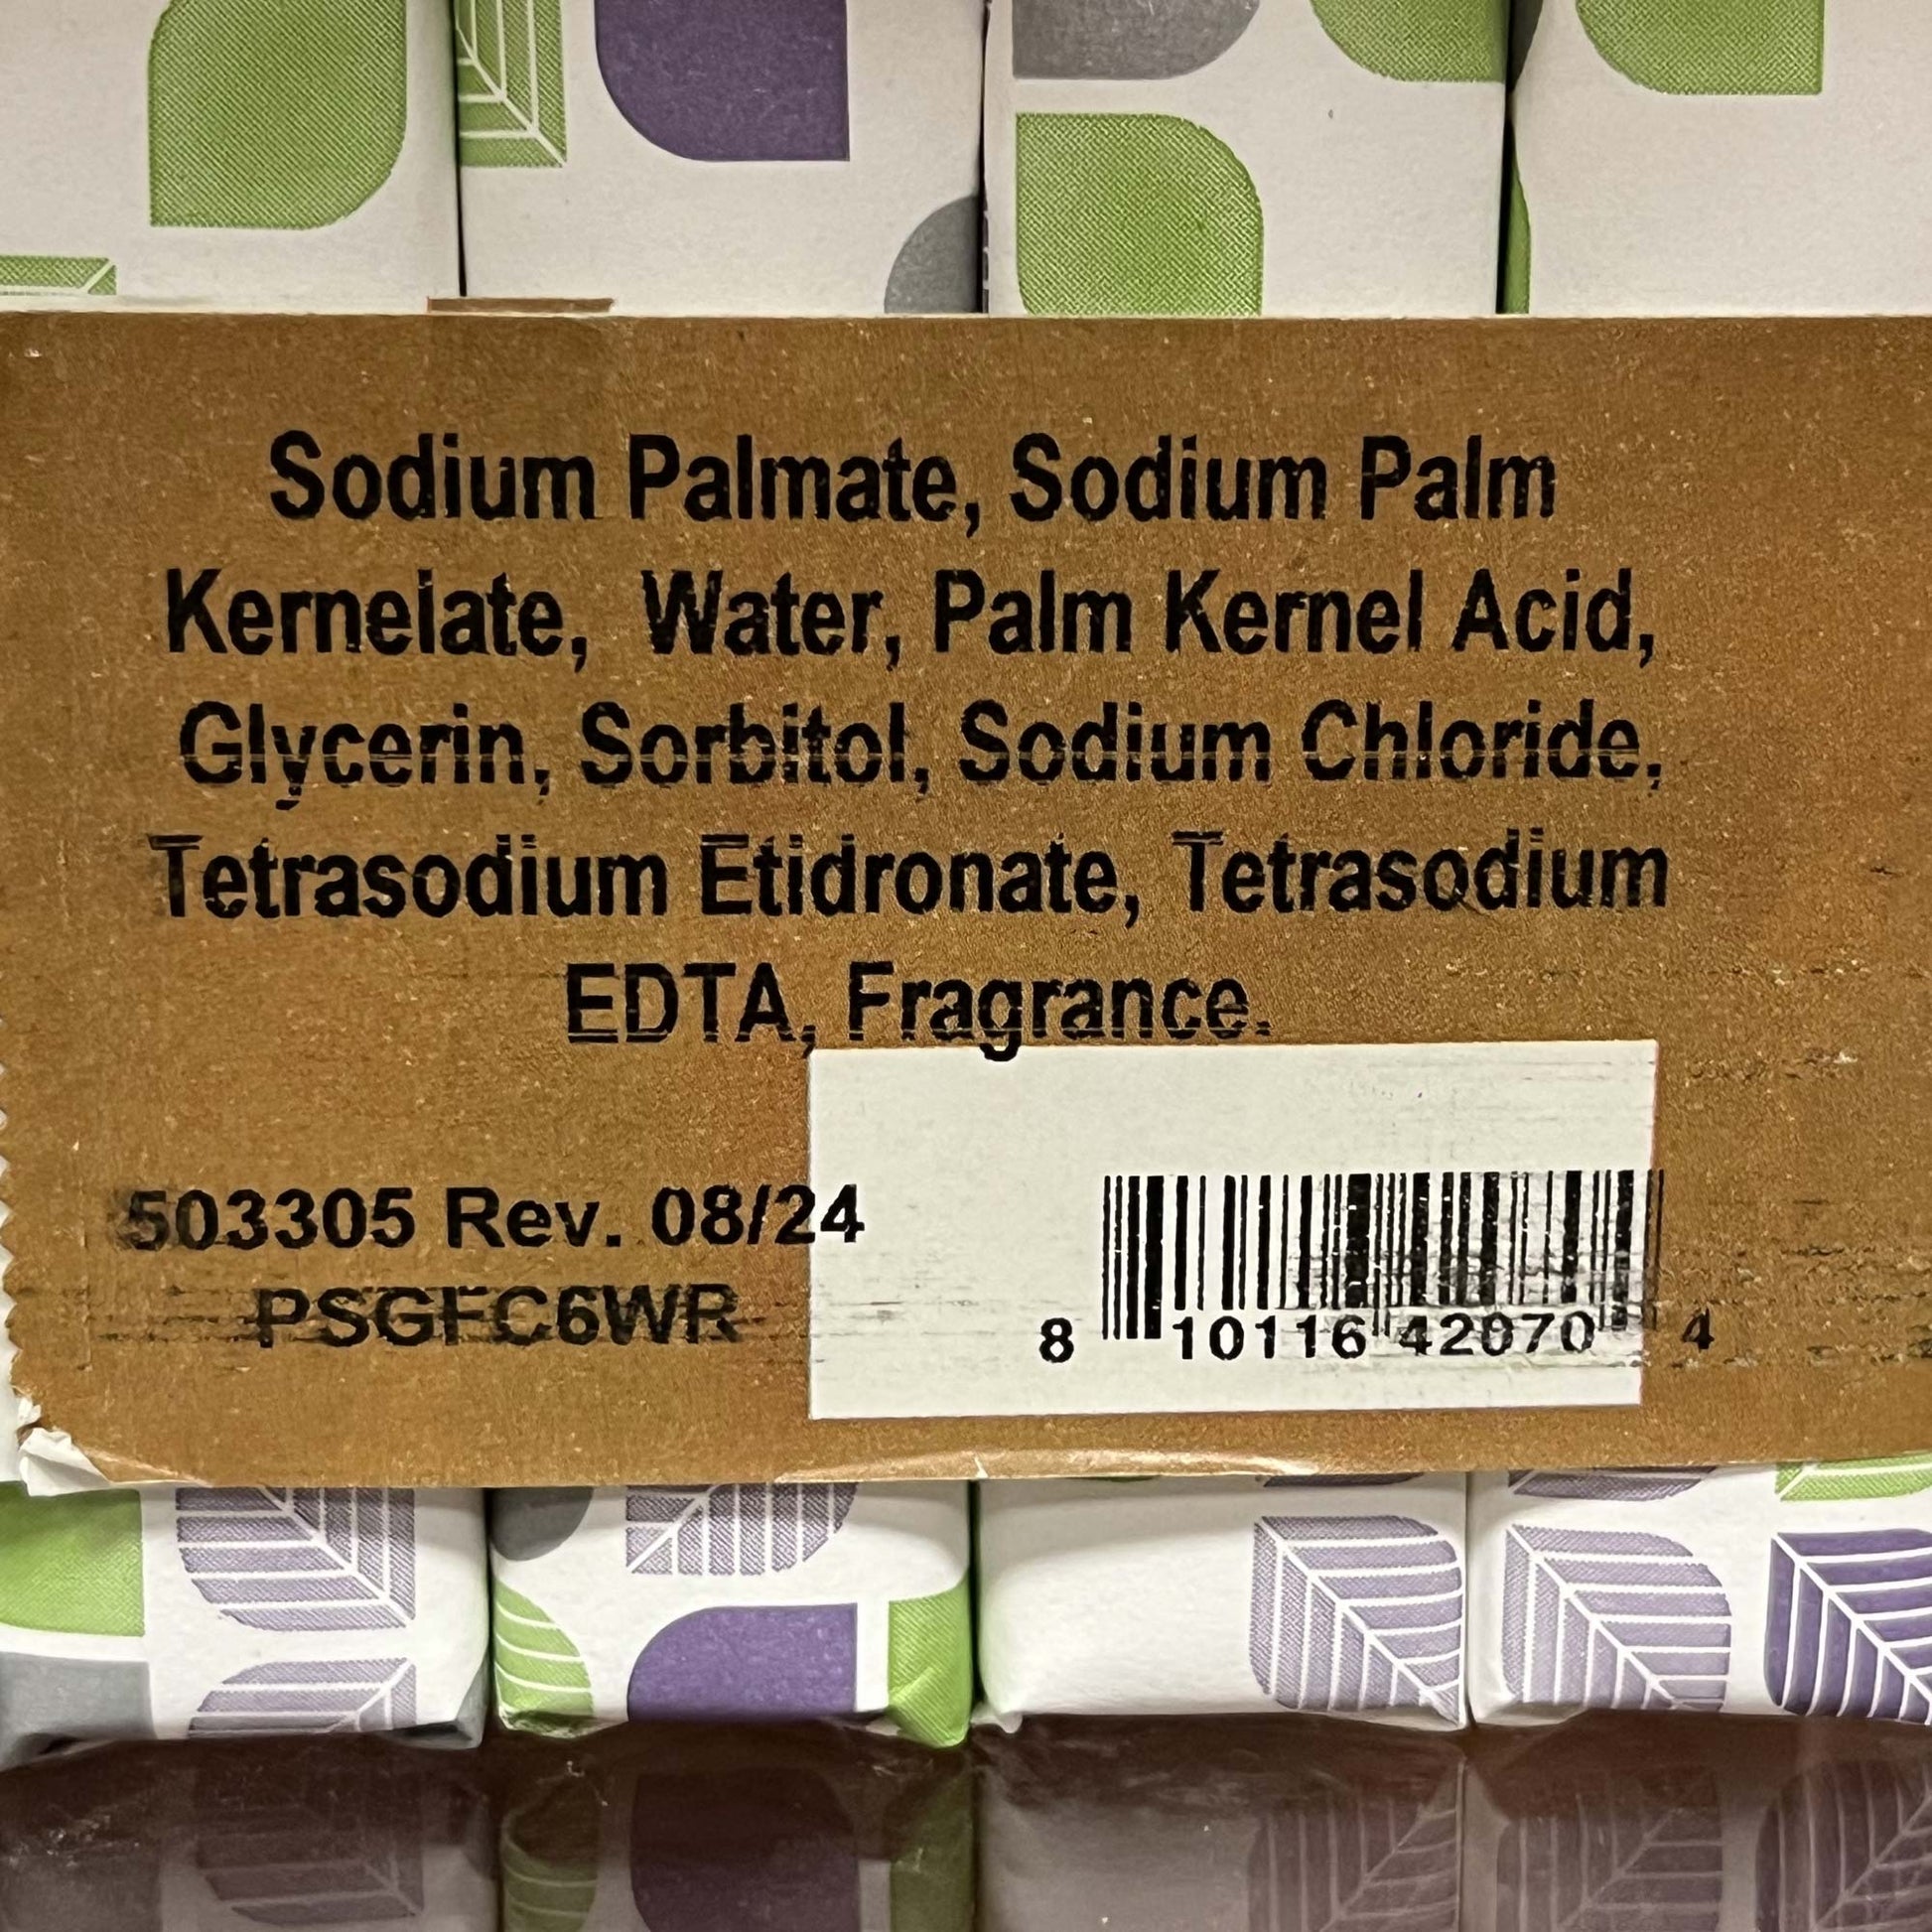 Sodium Palmate, Sodium Palm
Kernelate, Water, Palm Kernel Acid,
Glycerin, Sorbitol, Sodium Chloride,
Tetrasodium Etidronate, Tetrasodium
EDTA, Fragrance.
503305 Rev. 08/24
PSGFC6WR
8 10116 42070 4